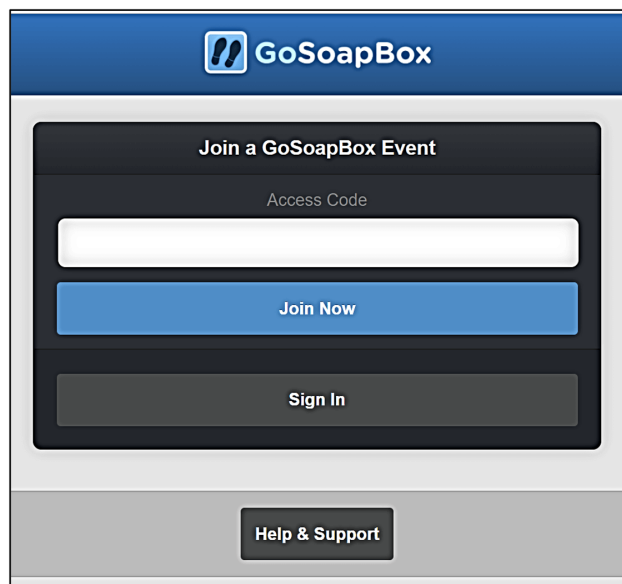 GoSoapBox
Join a GoSoapBox Event
Access Code
Join Now
Sign In
Help & Support